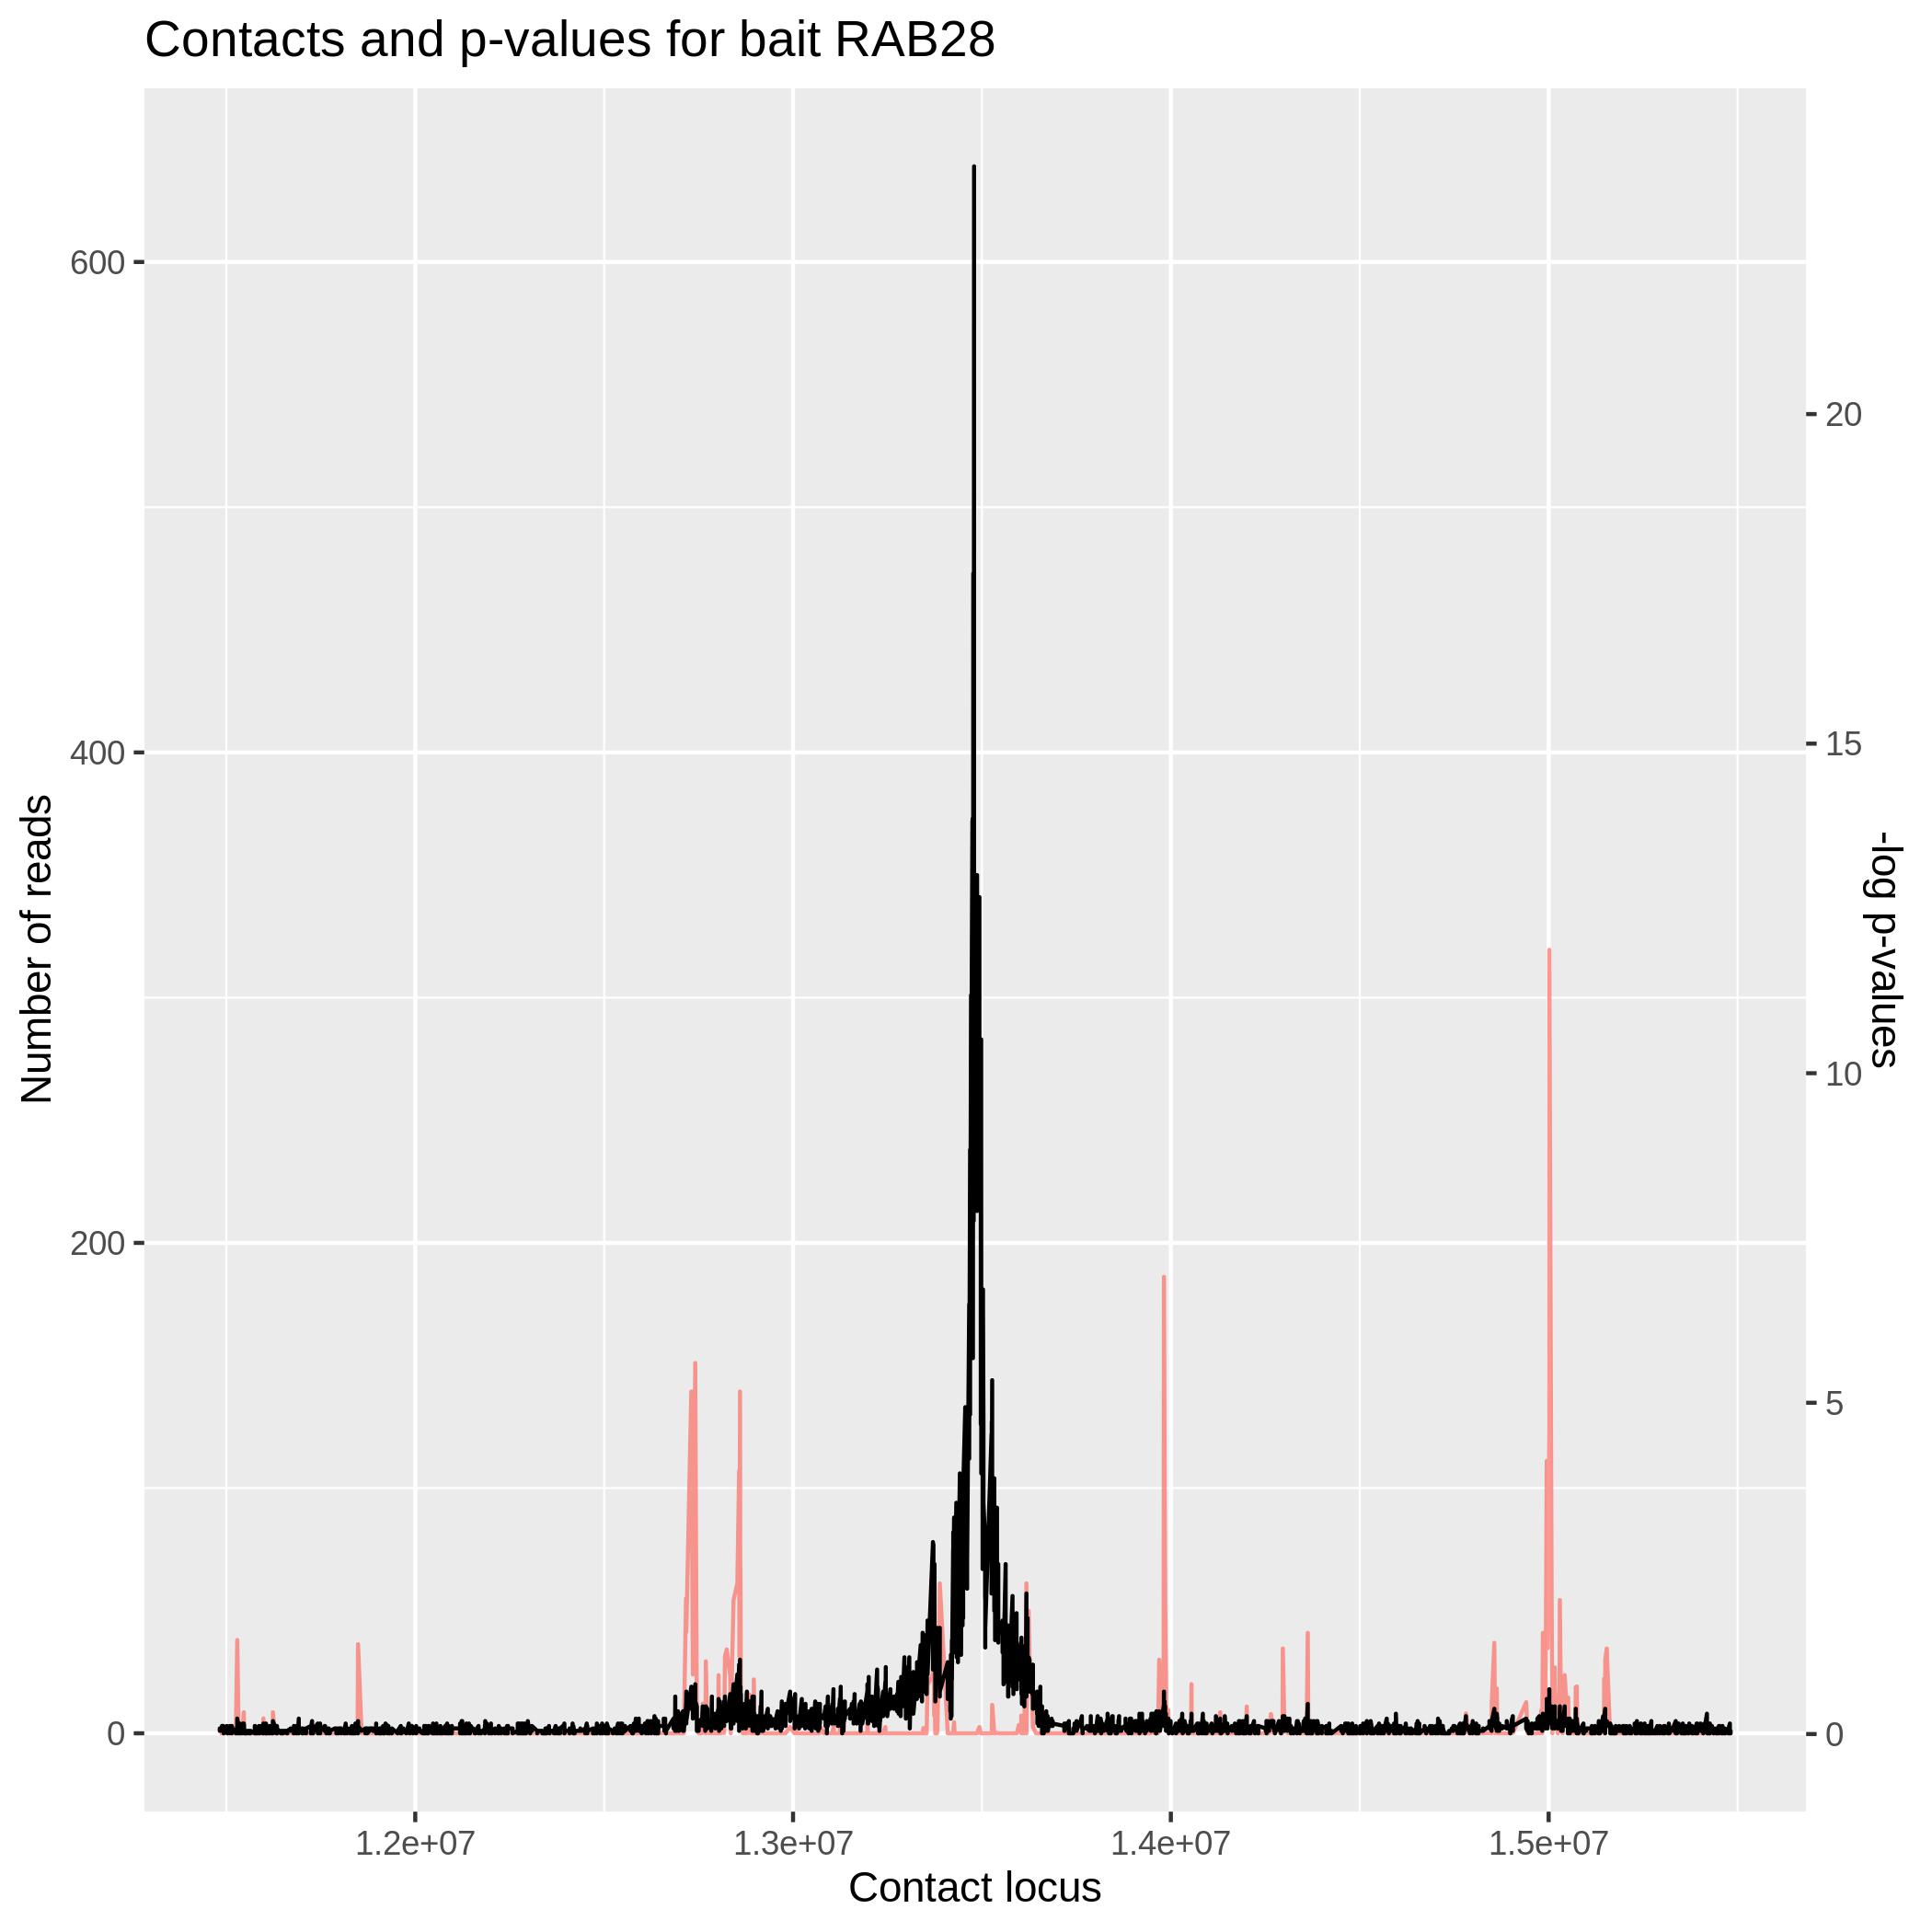 Contacts and p-values for bait RAB28
600
400
200
0
20
15
10
5
0
Number of reads
-log p-values
1.2e+07
1.3e+07
1.4e+07
1.5e+07
Contact locus